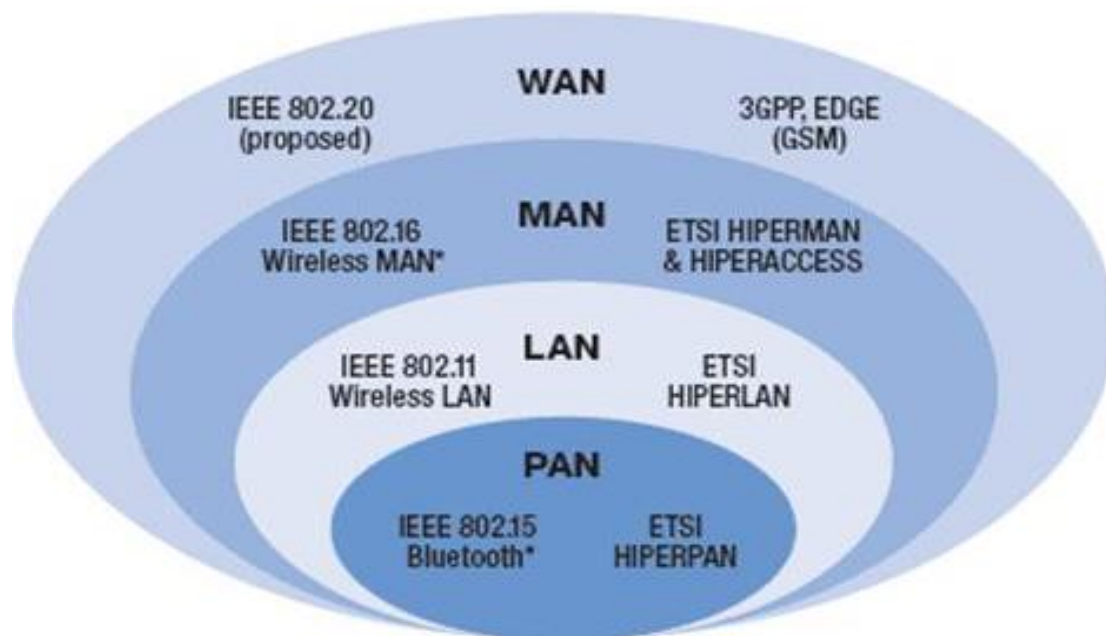 WAN
IEEE 802.20
(proposed)
3GPP, EDGE
(GSM)
MAN
IEEE 802.16
Wireless MAN*
ETSI HIPERMAN
& HIPERACCESS
LAN
IEEE 802.11
Wireless LAN
ETSI
HIPERLAN
PAN
IEEE 802.15
Bluetooth*
ETSI
HIPERPAN